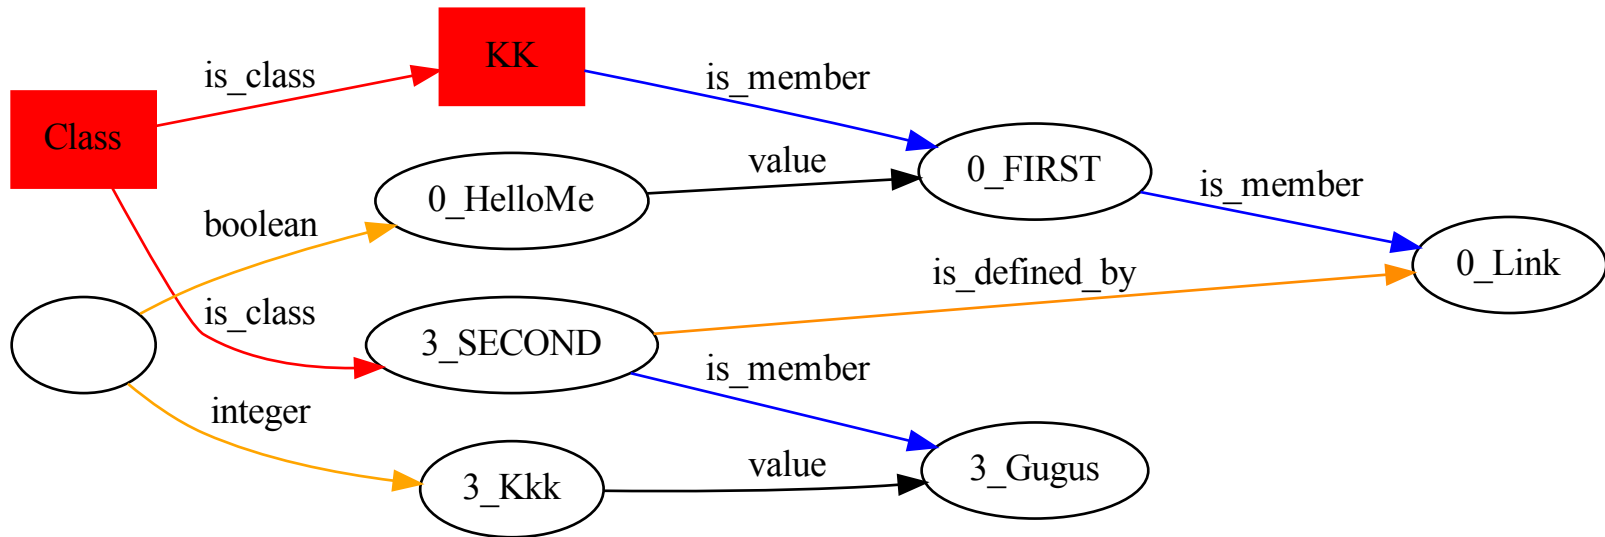 KK
is_class
is_member
Class
value
0_FIRST
0_HelloMe
is_member
boolean
0_Link
is_defined_by
is_class
3_SECOND
is_member
integer
value
3_Gugus
3_Kkk